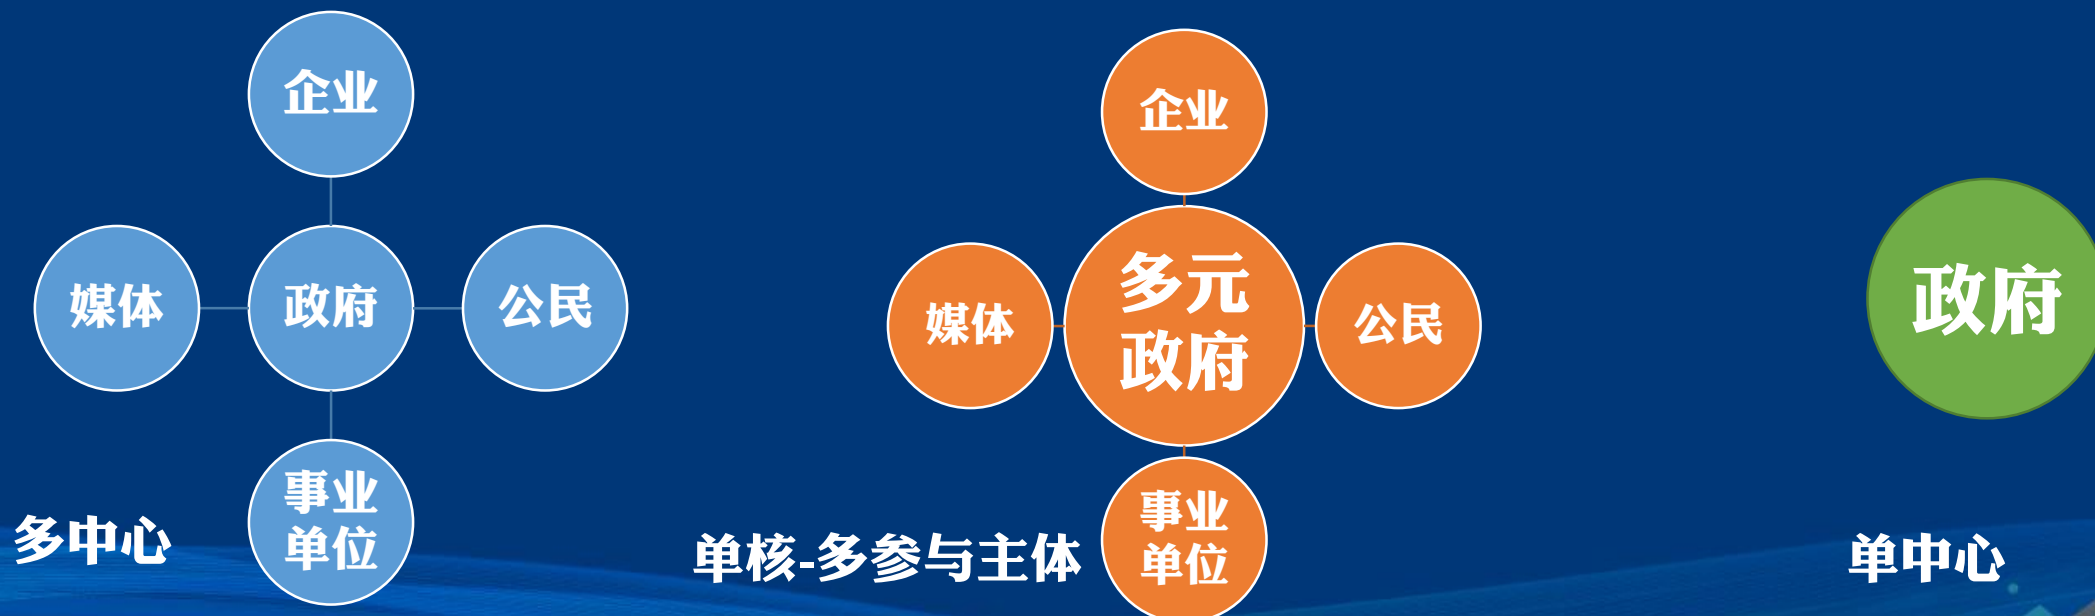 企业
媒体
政府
公民
事业
单位
多中心
企业
媒体
多元
政府
公民
事业
单位
单核-多参与主体
政府
单中心